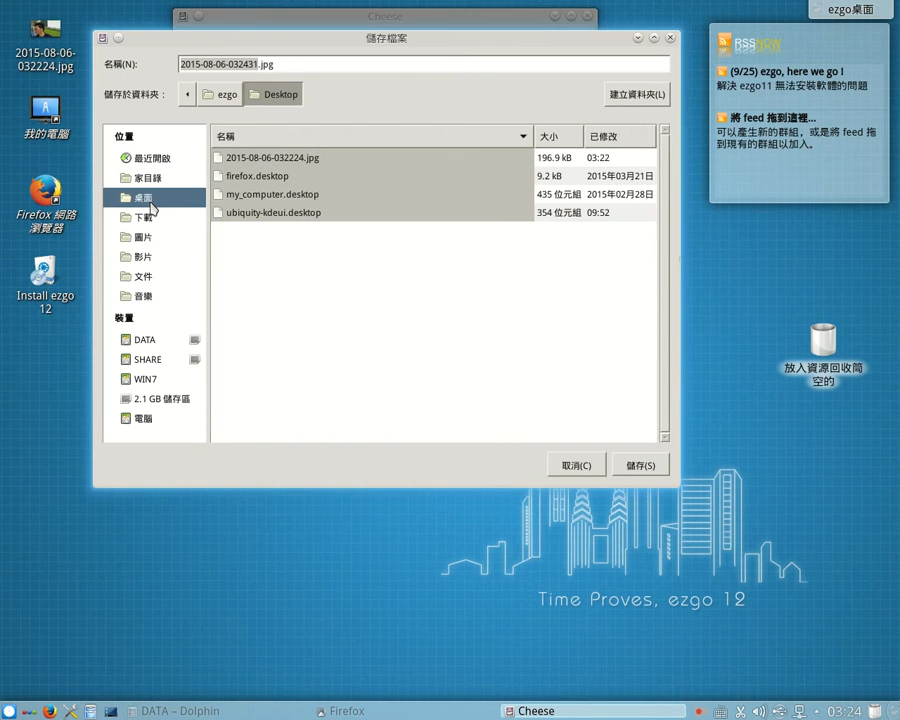 Cheese
ezgo桌面
儲存檔案
名稱(N):
2015-08-06-032431.jpg
儲存於資料夾：
ezgo
Desktop
建立資料夾(L)
位置
最近開啟
家目錄
桌面
下載
圖片
影片
文件
音樂
裝置
DATA
SHARE
WIN7
2.1 GB 儲存區
電腦
名稱
大小
已修改
2015-08-06-032224.jpg
196.9 kB
03:22
firefox.desktop
9.2 kB
2015年03月21日
my_computer.desktop
435 位元組
2015年02月28日
ubiquity-kdeui.desktop
354 位元組
09:52
取消(C)
儲存(S)
2015-08-06-
032224.jpg
我的電腦
Firefox 網路
瀏覽器
Install ezgo
12
RSSNOW
(9/25) ezgo, here we go !
解決 ezgo11 無法安裝軟體的問題
將 feed 拖到這裡...
可以產生新的群組，或是將 feed 拖
到現有的群組以加入。
放入資源回收筒
空的
Time Proves, ezgo 12
DATA – Dolphin
Firefox
Cheese
03:24